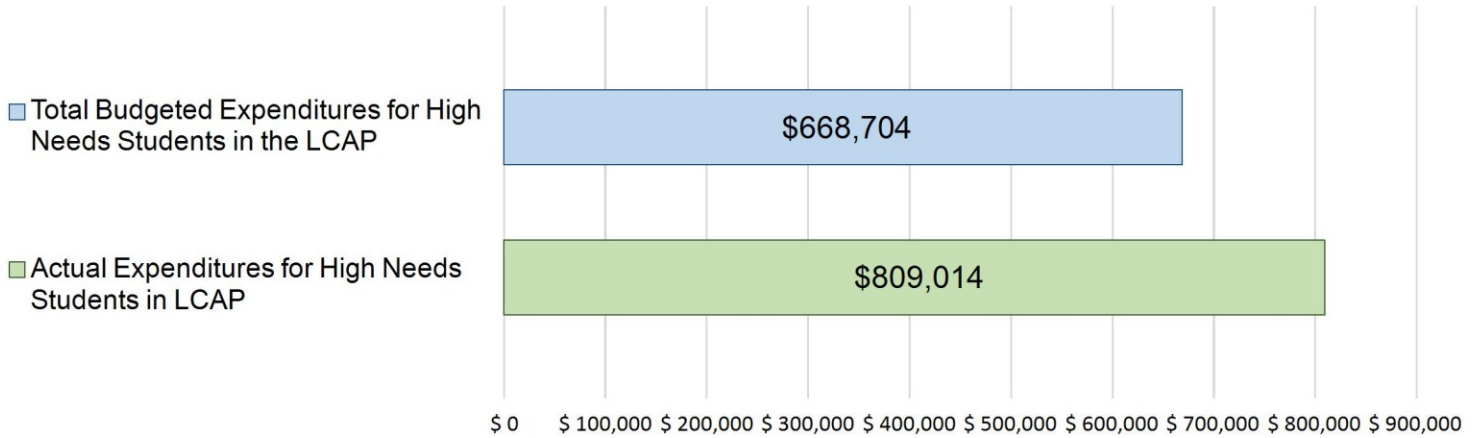 Total Budgeted Expenditures for High
Needs Students in the LCAP
$668,704
Actual Expenditures for High Needs
Students in LCAP
$809,014
$ 0 $ 100,000 $ 200,000 $ 300,000 $ 400,000 $ 500,000 $ 600,000 $ 700,000 $ 800,000 $ 900,000